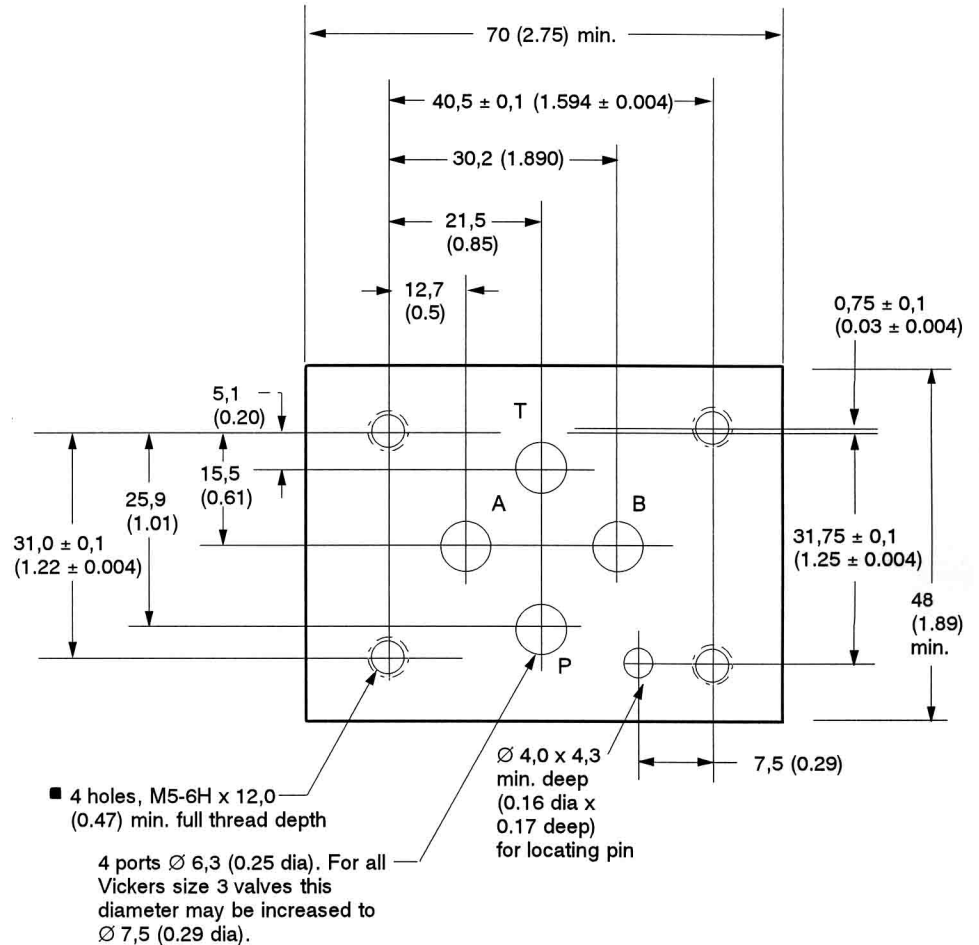 70 (2.75) min.
40,5 ± 0,1 (1.594 ± 0.004)
30,2 (1.890)
21,5
(0.85)
12,7
(0.5)
0,75 ± 0,1
(0.03 ± 0.004)
5,1
(0.20)
T
15,5
(0.61)
A
B
25,9
(1.01)
31,0 ± 0,1
(1.22 ± 0.004)
31,75 ± 0,1
(1.25 ± 0.004)
48
(1.89)
min.
P
7,5 (0.29)
Ø 4,0 x 4,3
min. deep
(0.16 dia x
0.17 deep)
for locating pin
■ 4 holes, M5-6H x 12,0
(0.47) min. full thread depth
4 ports Ø 6,3 (0.25 dia). For all
Vickers size 3 valves this
diameter may be increased to
Ø 7,5 (0.29 dia).